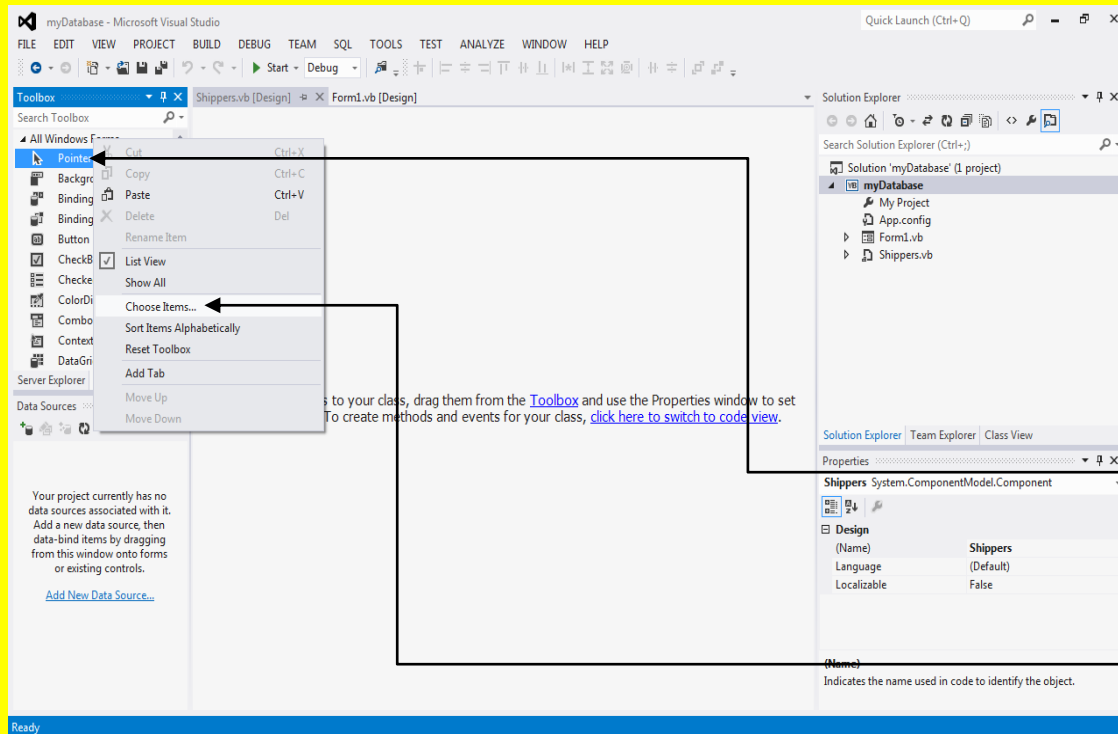 myDatabase - Microsoft Visual Studio
Quick Launch (Ctrl+Q)
FILE EDIT VIEW PROJECT BUILD DEBUG TEAM SQL TOOLS TEST ANALYZE WINDOW HELP
Start Debug
Toolbox
Search Toolbox
All Windows Forms
Pointe
Backgro
Binding
Binding
Button
CheckB
Checke
ColorDi
Combo
Context
DataGri
Server Explorer
Cut Ctrl+X
Copy Ctrl+C
Paste Ctrl+V
Delete Del
Rename Item
List View
Show All
Choose Items...
Sort Items Alphabetically
Reset Toolbox
Add Tab
Move Up
Move Down
Data Sources
Your project currently has no
data sources associated with it.
Add a new data source, then
data-bind items by dragging
from this window onto forms
or existing controls.
Add New Data Source...
Shippers.vb [Design] Form1.vb [Design]
s to your class, drag them from the Toolbox and use the Properties window to set
To create methods and events for your class, click here to switch to code view.
Solution Explorer
Search Solution Explorer (Ctrl+;)
Solution 'myDatabase' (1 project)
VB myDatabase
My Project
App.config
Form1.vb
Shippers.vb
Solution Explorer Team Explorer Class View
Properties
Shippers System.ComponentModel.Component
Design
(Name) Shippers
Language (Default)
Localizable False
(Name)
Indicates the name used in code to identify the object.
Ready